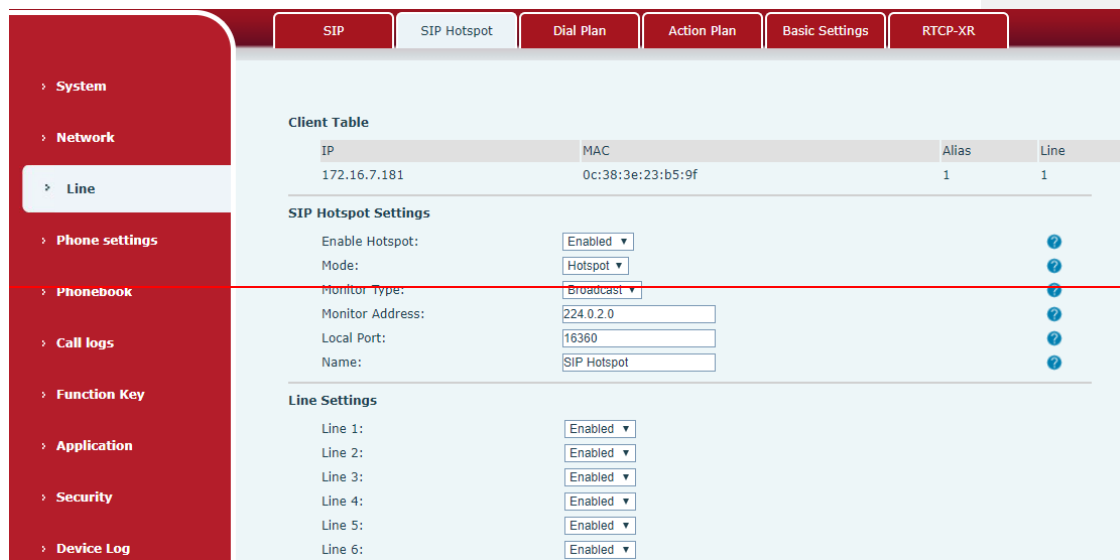 SIP SIP Hotspot Dial Plan Action Plan Basic Settings RTCP-XR
System
Network
Line
Phone settings
Phonebook
Call logs
Function Key
Application
Security
Device Log
Client Table
IP MAC Alias Line
172.16.7.181 0c:38:3e:23:b5:9f 1 1
SIP Hotspot Settings
Enable Hotspot: Enabled
Mode: Hotspot
Monitor Type: Broadcast
Monitor Address: 224.0.2.0
Local Port: 16360
Name: SIP Hotspot
Line Settings
Line 1: Enabled
Line 2: Enabled
Line 3: Enabled
Line 4: Enabled
Line 5: Enabled
Line 6: Enabled